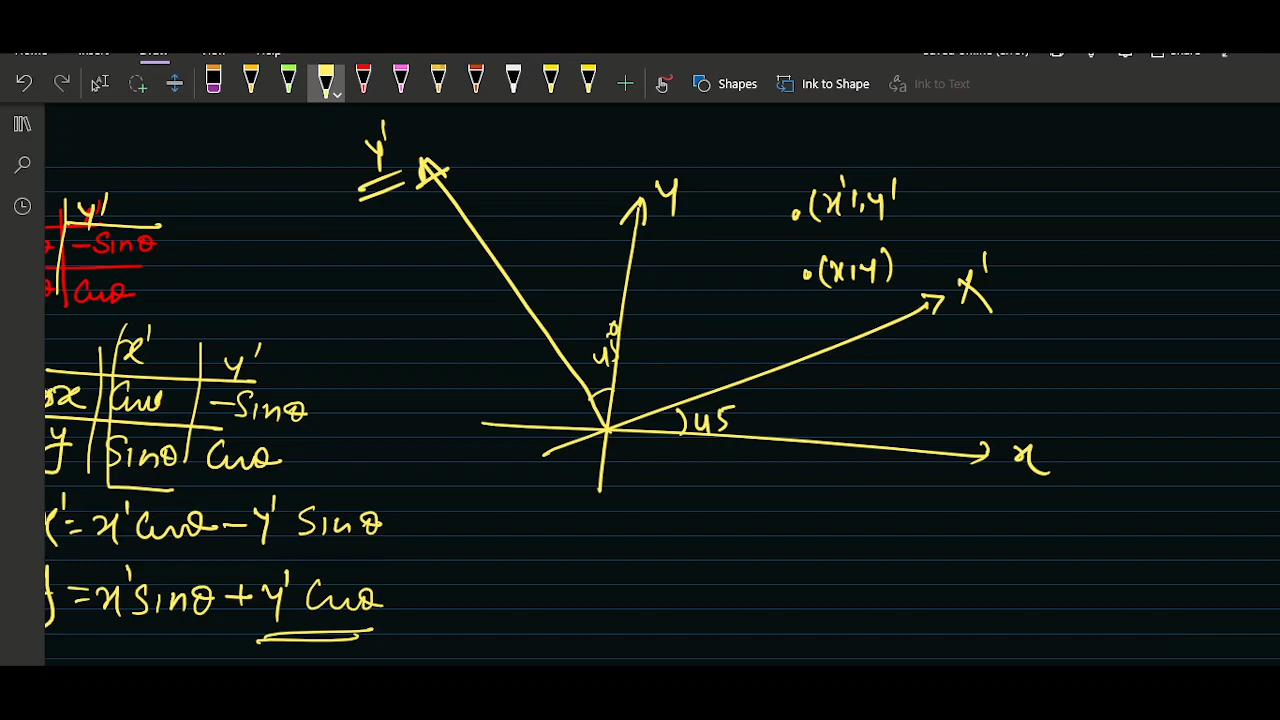 Shapes
Ink to Shape
Ink to Text
y'
y
.(x',y'
.(x,y)
x'
45°
45
x
y'
-Sinθ
Cosθ
x' | y'
x | Cosθ | -Sinθ
y | Sinθ | Cosθ
= x'Cosθ - y' Sinθ
= x'Sinθ + y' Cosθ